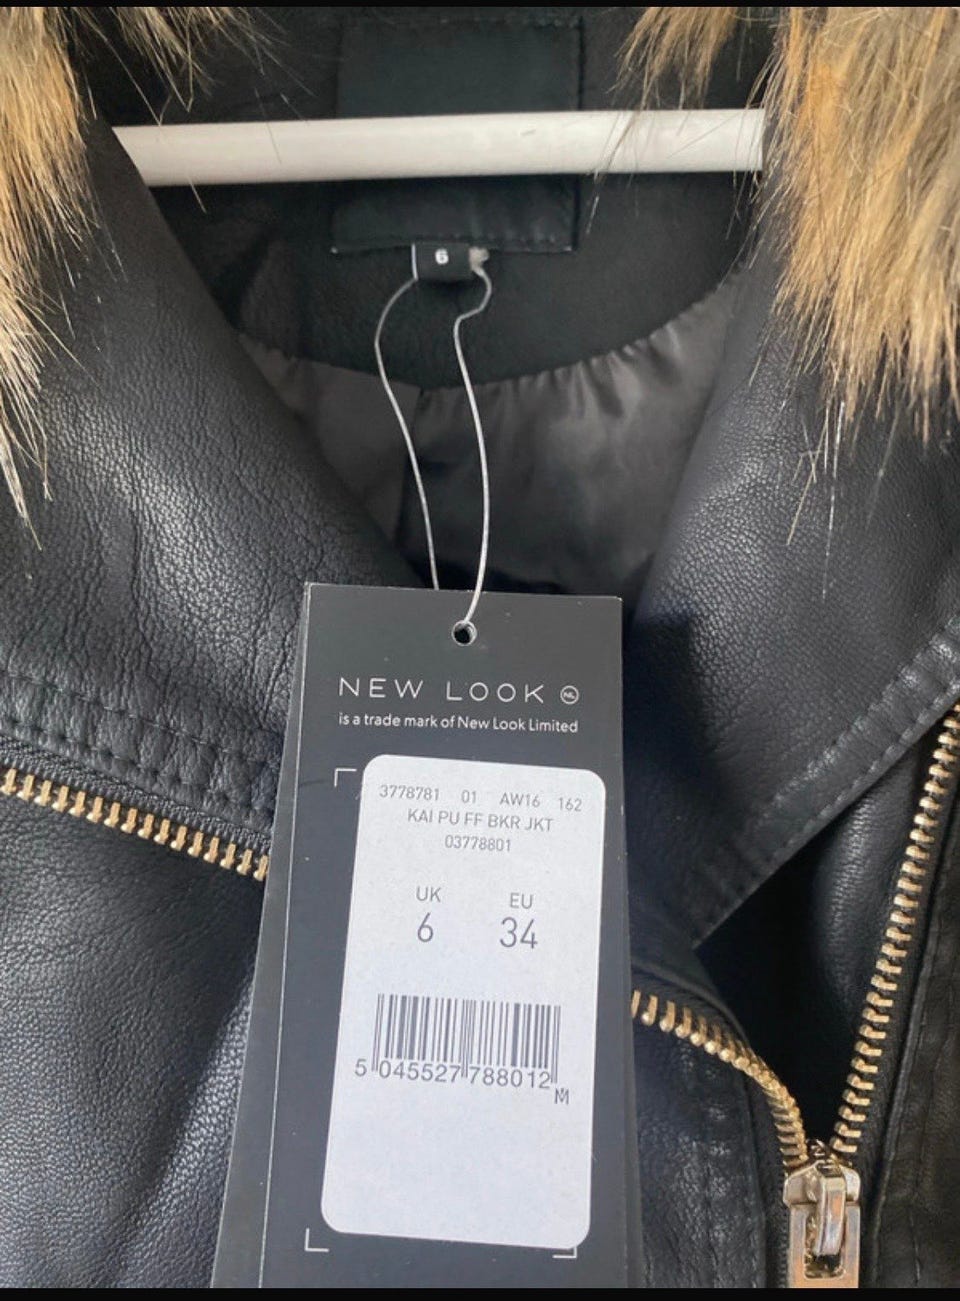 6
NEW LOOK NL
is a trade mark of New Look Limited
3778781 01 AW16 162
KAI PU FF BKR JKT
03778801
UK EU
6 34
5 045527 788012
M